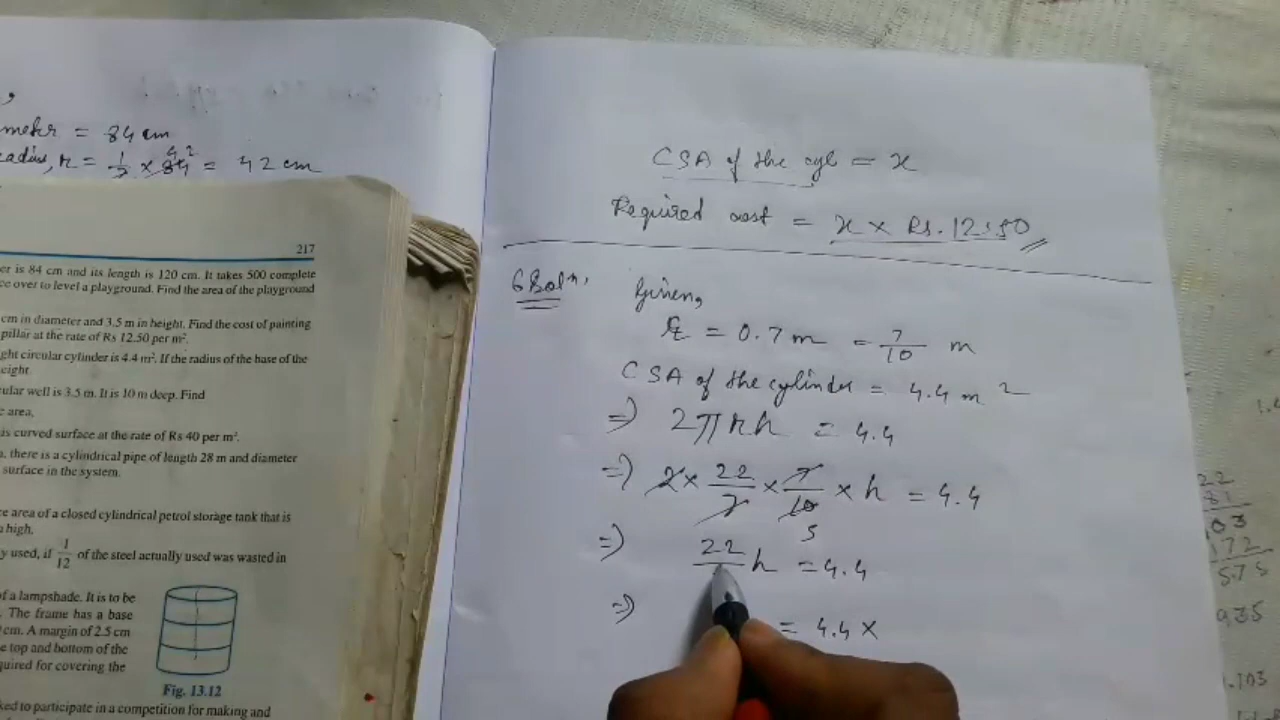 = 84 cm
= 42 cm
217
er is 84 cm and its length is 120 cm. It takes 500 complete
ce over to level a playground. Find the area of the playground
cm in diameter and 3.5 m in height. Find the cost of painting
pillar at the rate of Rs 12.50 per m².
ght circular cylinder is 4.4 m². If the radius of the base of the
eight
ular well is 3.5 m. It is 10 m deep. Find
area,
is curved surface at the rate of Rs 40 per m².
, there is a cylindrical pipe of length 28 m and diameter
surface in the system.
ce area of a closed cylindrical petrol storage tank that is
high.
y used, if 1/12 of the steel actually used was wasted in
f a lampshade. It is to be
The frame has a base
cm. A margin of 2.5 cm
e top and bottom of the
quired for covering the
Fig. 13.12
ked to participate in a competition for making and
CSA of the cyl = x
Required cost = x × Rs. 12.50
6 Soln.
Given,
r = 0.7 m = 7/10 m
CSA of the cylinder = 4.4 m²
=> 2πrh = 4.4
=> 2 × 22/7 × 7/10 × h = 4.4
5
=> 22/ h = 4.4
=> = 4.4 ×
22
81
103
172
575
935
1.103